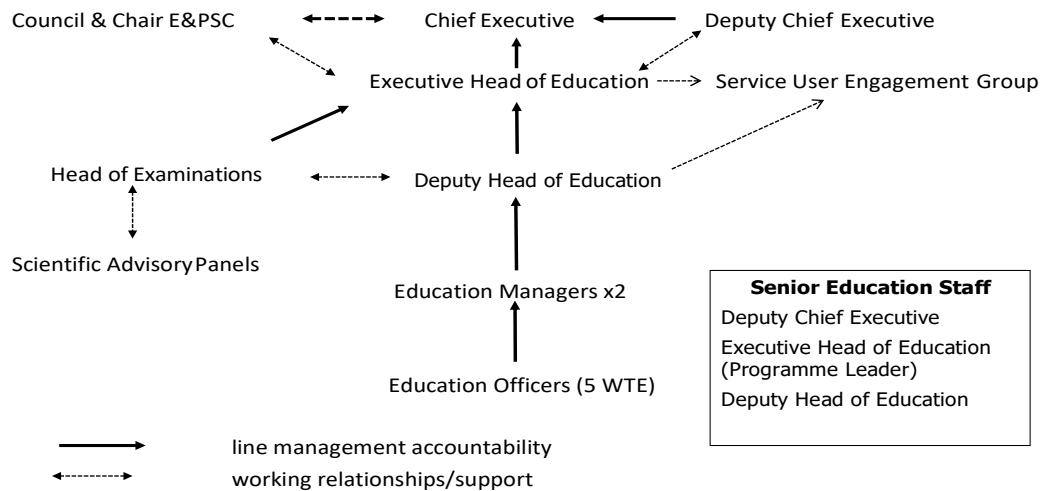 Council & Chair E&PSC
Chief Executive
Deputy Chief Executive
Executive Head of Education
Service User Engagement Group
Head of Examinations
Deputy Head of Education
Scientific Advisory Panels
Education Managers x2
Education Officers (5 WTE)
Senior Education Staff
Deputy Chief Executive
Executive Head of Education
(Programme Leader)
Deputy Head of Education
line management accountability
working relationships/support